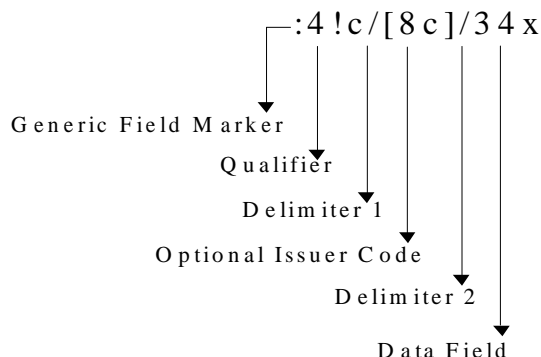 :4!c/[8c]/34x
Generic Field Marker
Qualifier
Delimiter 1
Optional Issuer Code
Delimiter 2
Data Field